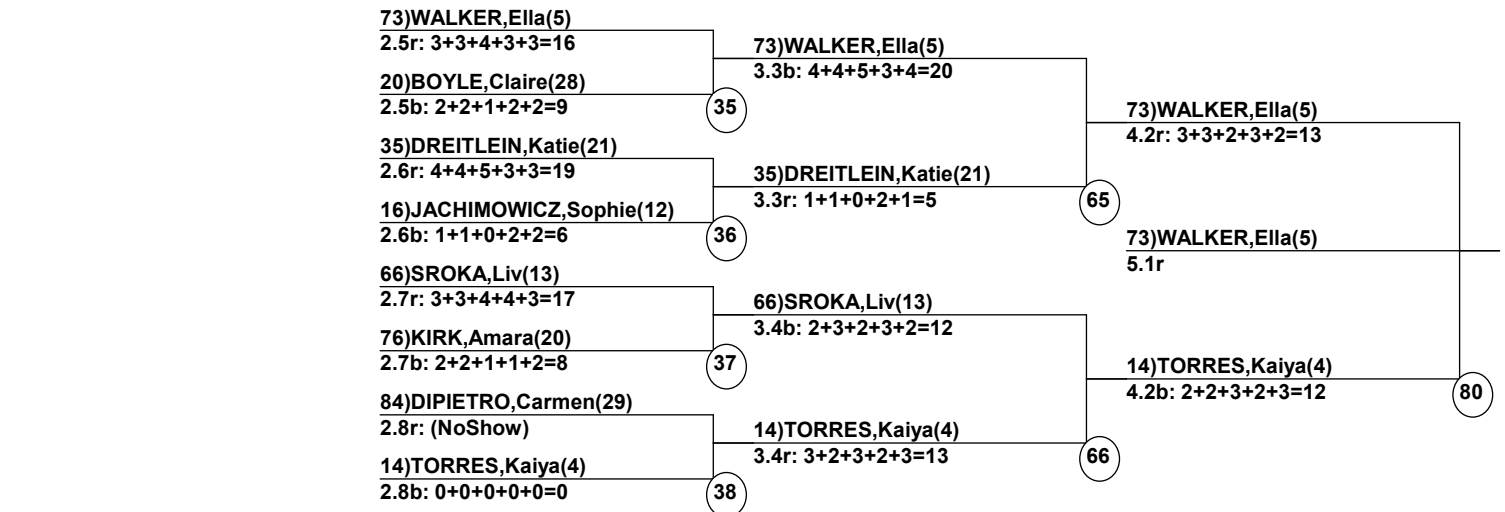 73)WALKER,Ella(5)
2.5r: 3+3+4+3+3=16
20)BOYLE,Claire(28)
2.5b: 2+2+1+2+2=9
35
35)DREITLEIN,Katie(21)
2.6r: 4+4+5+3+3=19
16)JACHIMOWICZ,Sophie(12)
2.6b: 1+1+0+2+2=6
36
66)SROKA,Liv(13)
2.7r: 3+3+4+4+3=17
76)KIRK,Amara(20)
2.7b: 2+2+1+1+2=8
37
84)DIPIETRO,Carmen(29)
2.8r: (NoShow)
14)TORRES,Kaiya(4)
2.8b: 0+0+0+0+0=0
38
73)WALKER,Ella(5)
3.3b: 4+4+5+3+4=20
35)DREITLEIN,Katie(21)
3.3r: 1+1+0+2+1=5
65
66)SROKA,Liv(13)
3.4b: 2+3+2+3+2=12
14)TORRES,Kaiya(4)
3.4r: 3+2+3+2+3=13
66
73)WALKER,Ella(5)
4.2r: 3+3+2+3+2=13
73)WALKER,Ella(5)
5.1r
14)TORRES,Kaiya(4)
4.2b: 2+2+3+2+3=12
80